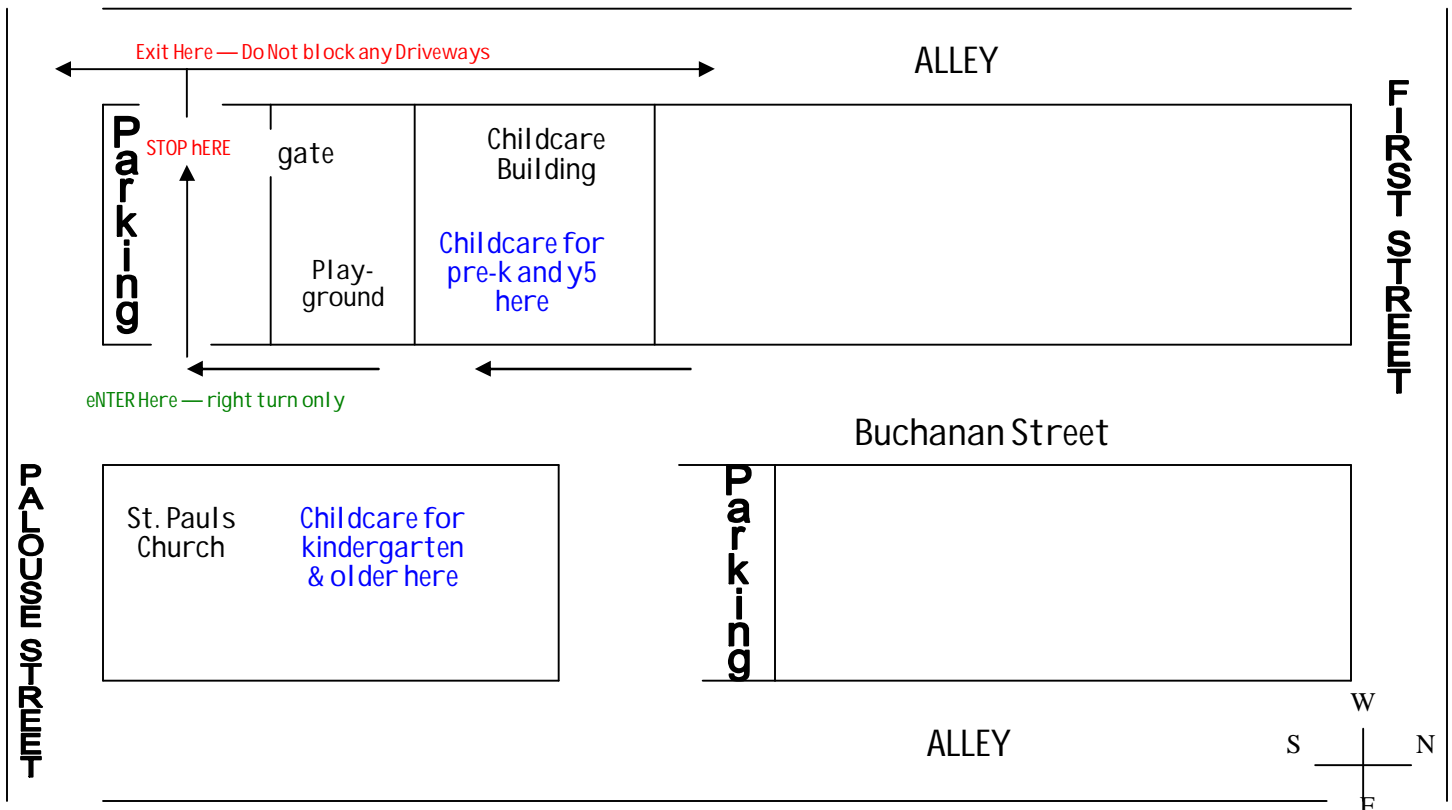 Exit Here — Do Not block any Driveways
ALLEY
Parking
STOP hERE
gate
Childcare
Building
FIRST STREET
Childcare for
pre-k and y5
here
Play-
ground
eNTER Here — right turn only
Buchanan Street
PALOUSE STREET
St. Pauls
Church
Childcare for
kindergarten
& older here
Parking
ALLEY
W
S
N
E